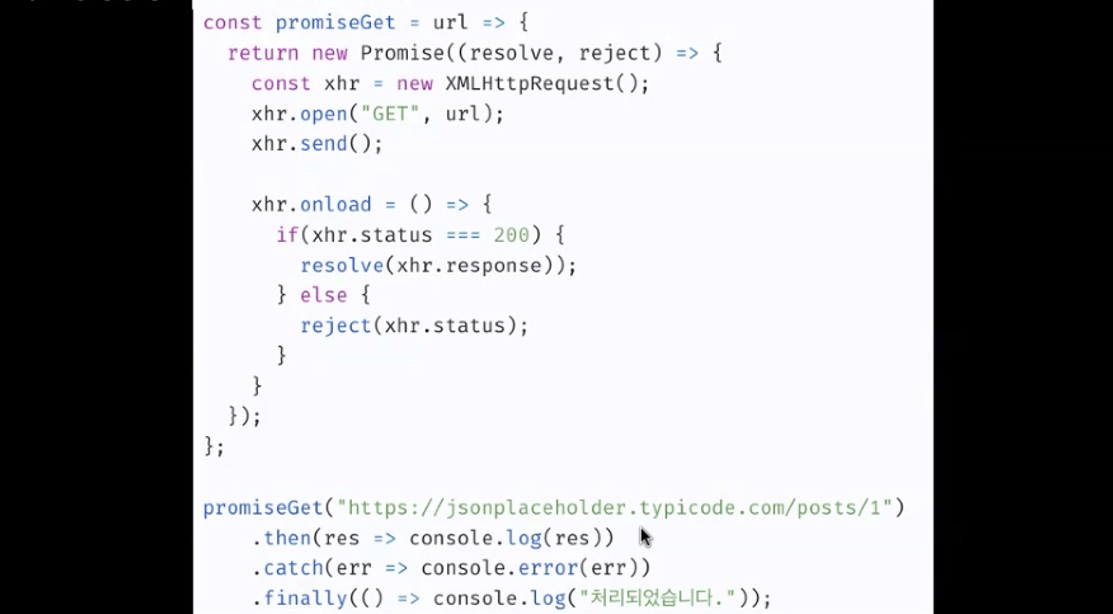 const promiseGet = url => {
  return new Promise((resolve, reject) => {
    const xhr = new XMLHttpRequest();
    xhr.open("GET", url);
    xhr.send();

    xhr.onload = () => {
      if(xhr.status === 200) {
        resolve(xhr.response));
      } else {
        reject(xhr.status);
      }
    }
  });
};

promiseGet("https://jsonplaceholder.typicode.com/posts/1")
    .then(res => console.log(res))
    .catch(err => console.error(err))
    .finally(() => console.log("처리되었습니다."));